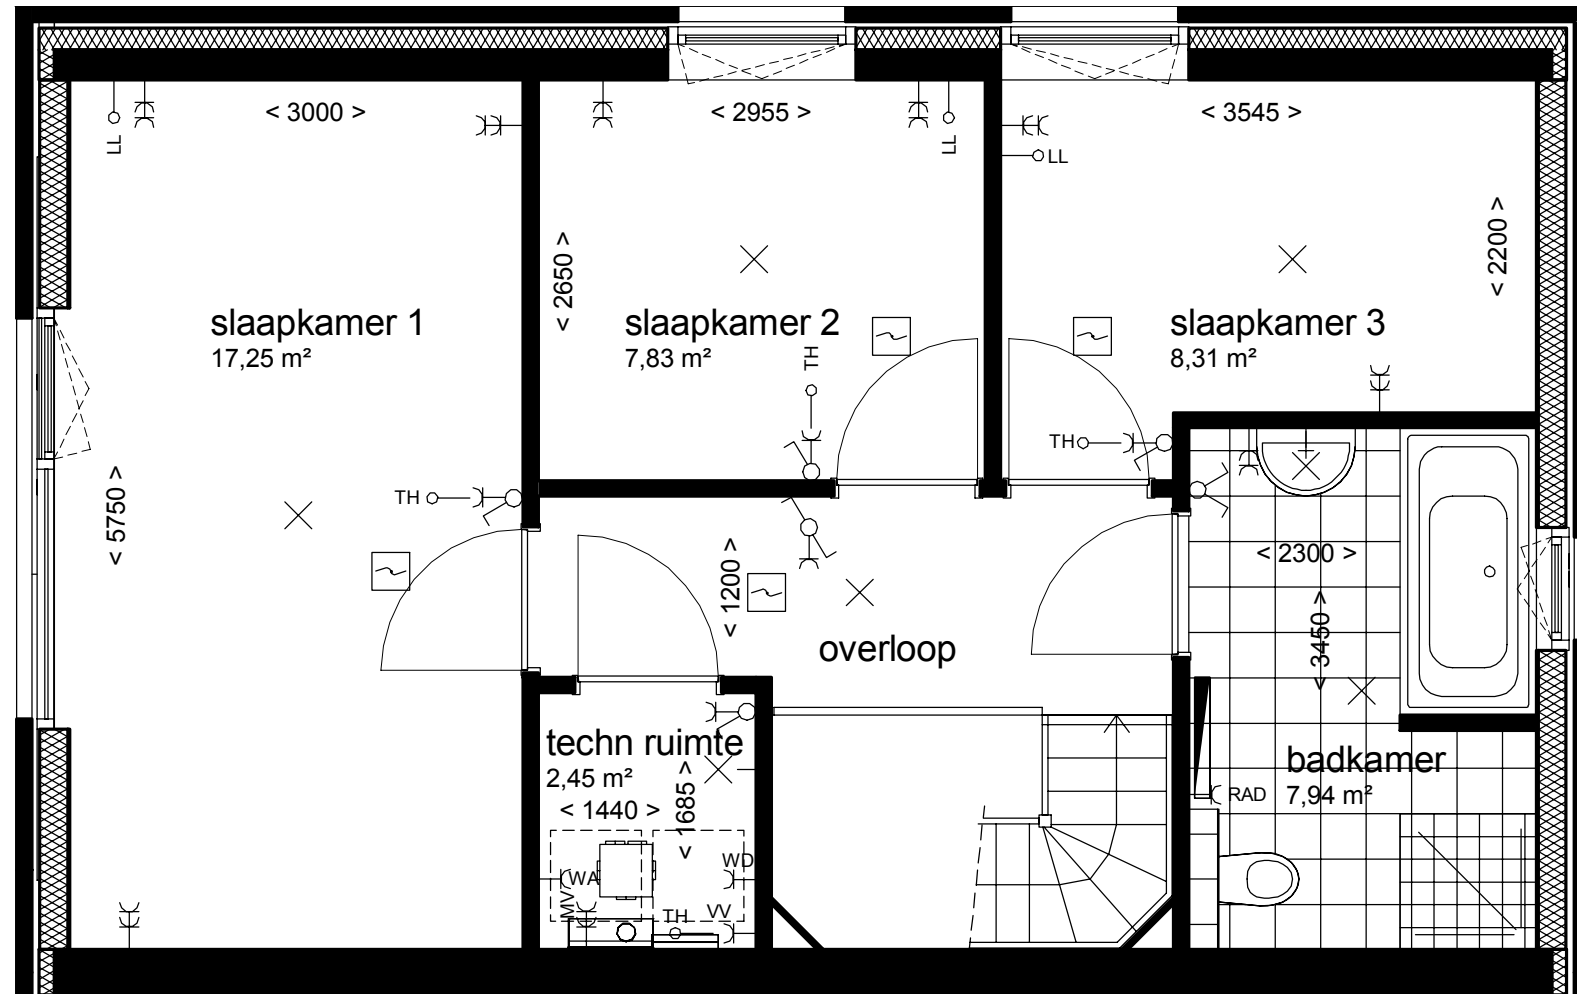 < 3000 >
< 2955 >
< 3545 >
LL
LL
LL
< 2650 >
< 2200 >
slaapkamer 1
17,25 m²
slaapkamer 2
7,83 m²
slaapkamer 3
8,31 m²
TH
TH
TH
< 5750 >
< 1200 >
< 2300 >
< 3450 >
overloop
techn ruimte
2,45 m²
< 1440 >
< 1685 >
badkamer
7,94 m²
RAD
WA
WD
MV
TH
VV